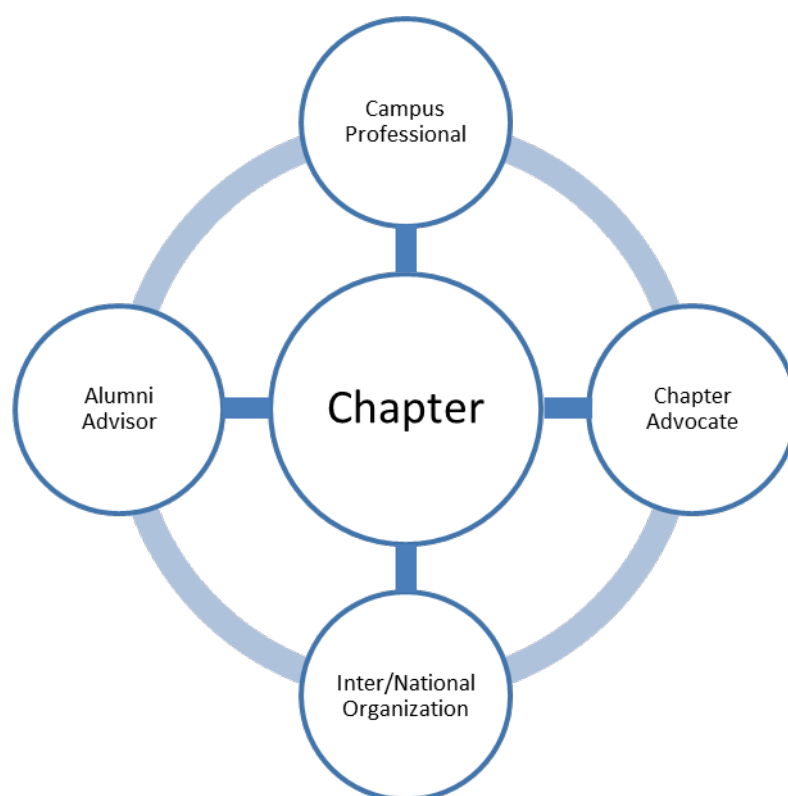 Campus
Professional
Alumni
Advisor
Chapter
Chapter
Advocate
Inter/National
Organization